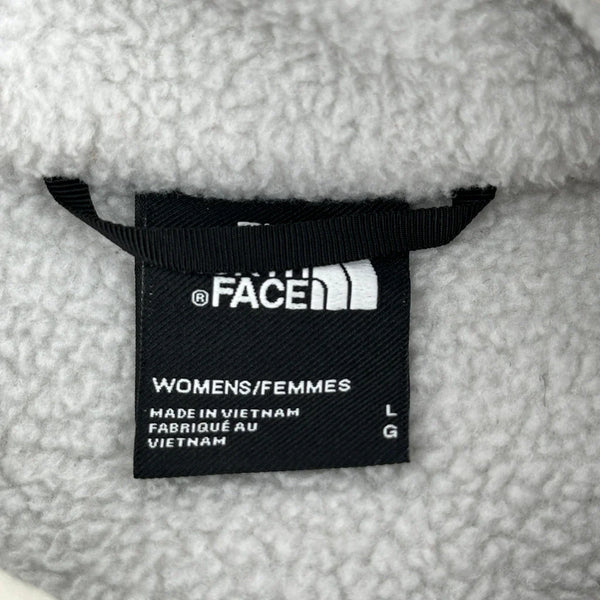 ® FACE
WOMENS/FEMMES
MADE IN VIETNAM
FABRIQUÉ AU
VIETNAM
L
G